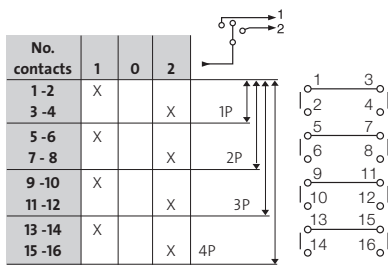 1
2
No.
contacts 1 0 2
1 -2 X
3 -4 X 1P
5 -6 X
7 - 8 X 2P
9 -10 X
11 -12 X 3P
13 -14 X
15 -16 X 4P
1 3
2 4
5 7
6 8
9 11
10 12
13 15
14 16